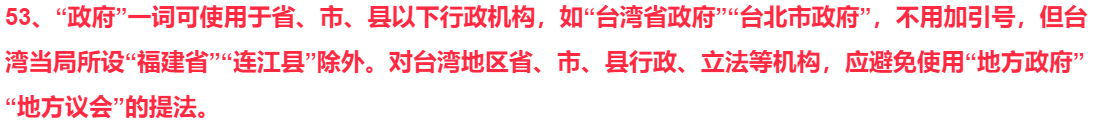 53、“政府”一词可使用于省、市、县以下行政机构，如“台湾省政府”“台北市政府”，不用加引号，但台
湾当局所设“福建省”“连江县”除外。对台湾地区省、市、县行政、立法等机构，应避免使用“地方政府”
“地方议会”的提法。